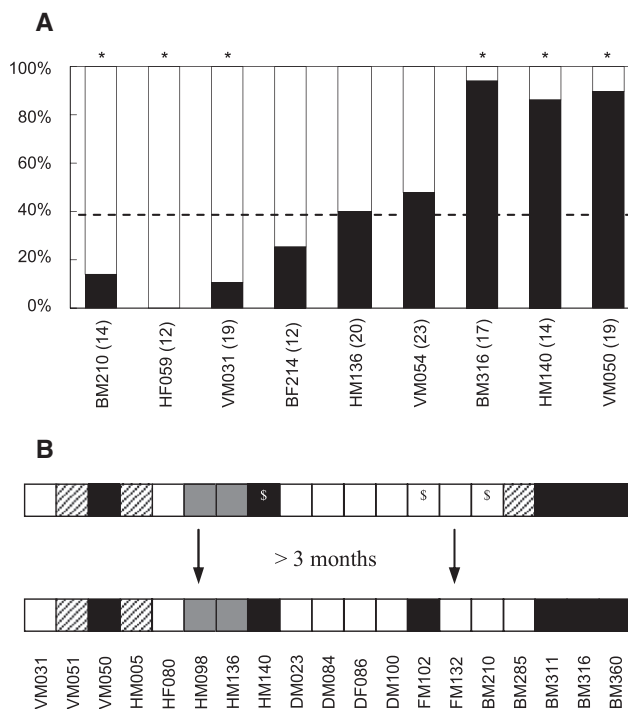 A
* * * * * *
100%
80%
60%
40%
20%
0%
BM210 (14)
HF059 (12)
VM031 (19)
BF214 (12)
HM136 (20)
VM054 (23)
BM316 (17)
HM140 (14)
VM050 (19)
B
$ $ $
> 3 months
VM031
VM051
VM050
HM005
HF080
HM098
HM136
HM140
DM023
DM084
DF086
DM100
FM102
FM132
BM210
BM285
BM311
BM316
BM360